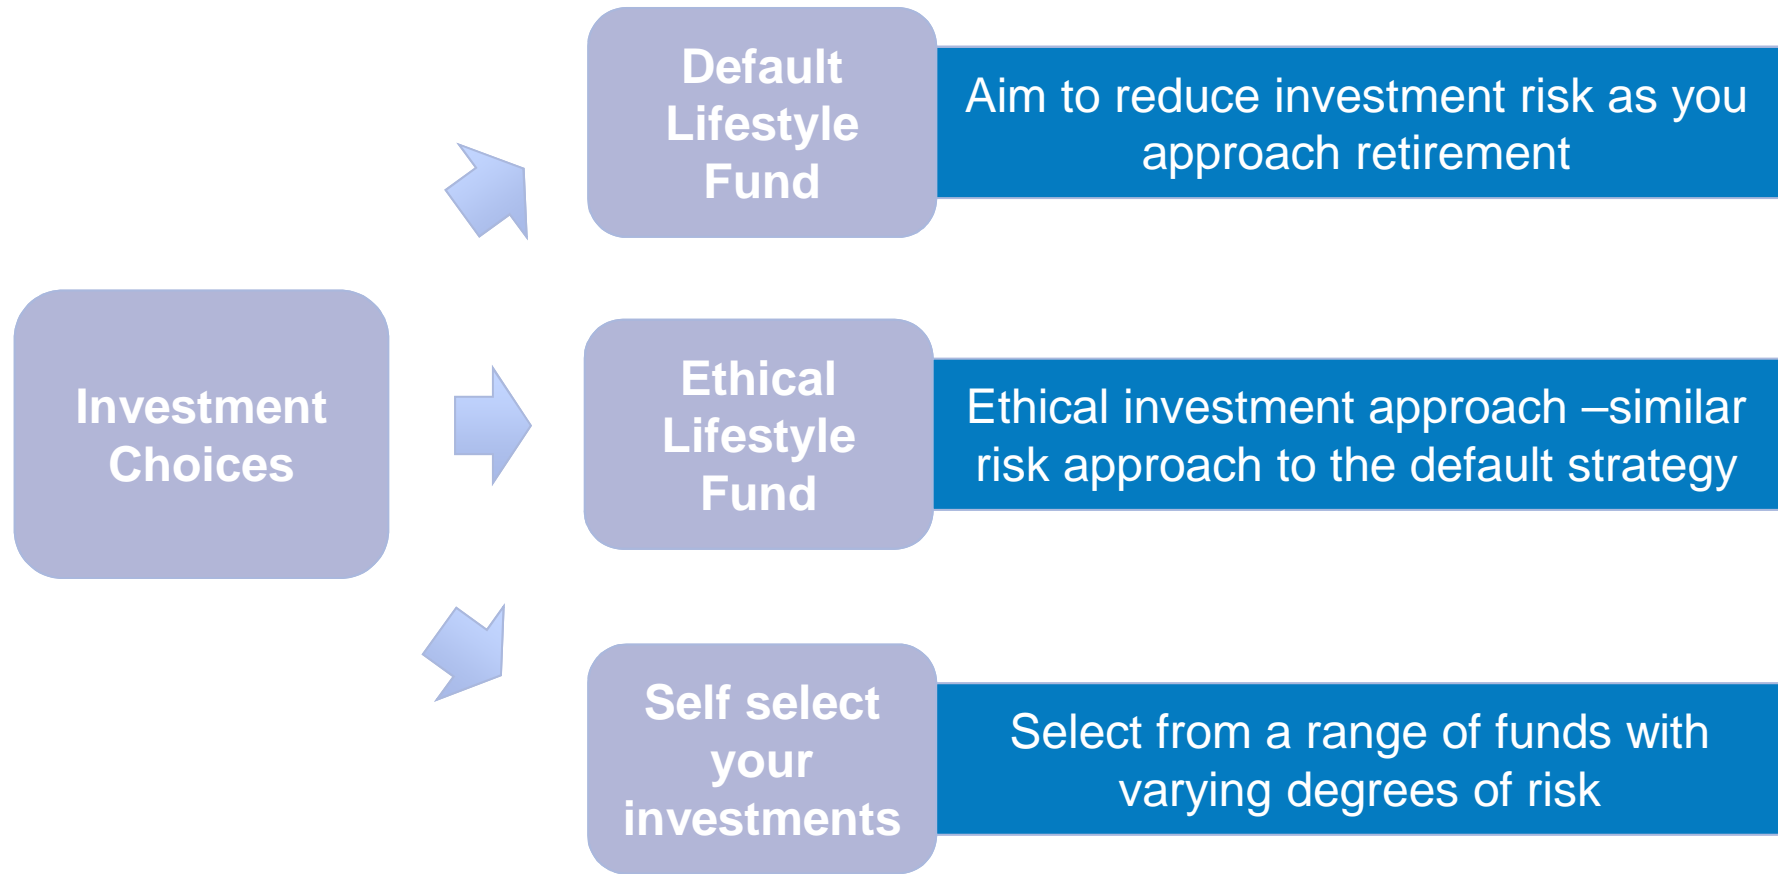 Default
Lifestyle
Fund
Aim to reduce investment risk as you
approach retirement
Investment
Choices
Ethical
Lifestyle
Fund
Ethical investment approach –similar
risk approach to the default strategy
Self select
your
investments
Select from a range of funds with
varying degrees of risk